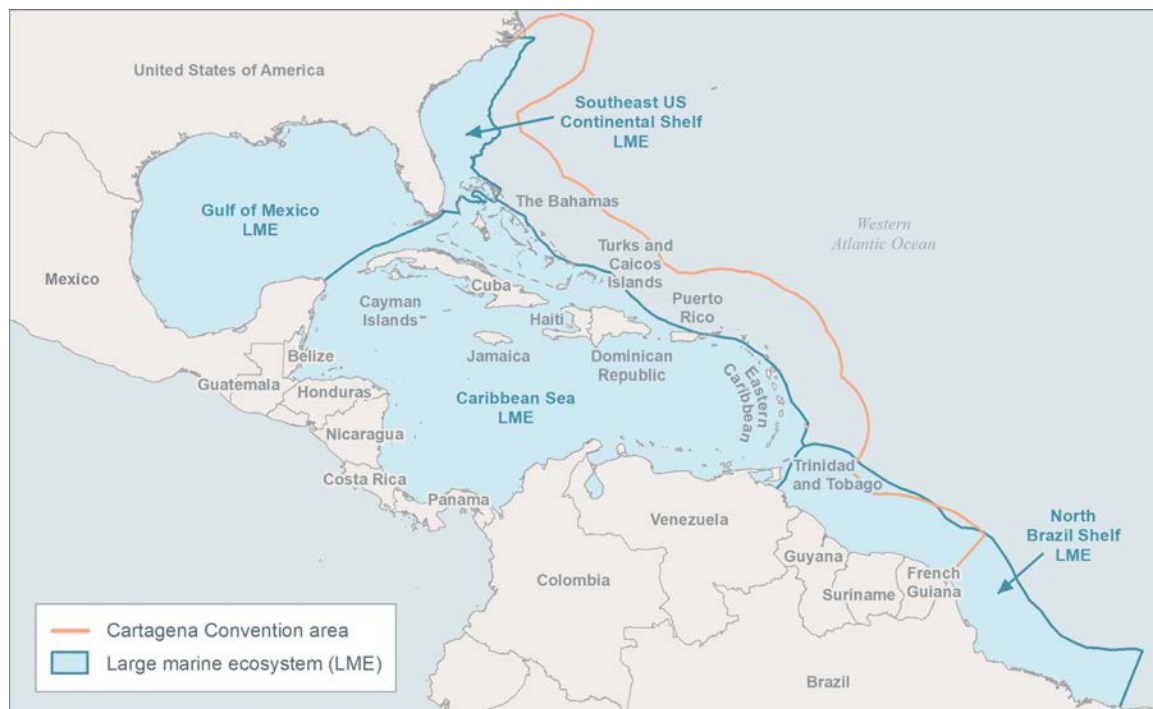 United States of America
Southeast US
Continental Shelf
LME
Gulf of Mexico
LME
The Bahamas
Western
Atlantic Ocean
Mexico
Turks and
Caicos
Islands
Cuba
Cayman
Islands
Puerto
Rico
Haiti
Jamaica
Dominican
Republic
Belize
Guatemala
Honduras
Eastern
Caribbean
Caribbean Sea
LME
Nicaragua
Costa Rica
Panama
Trinidad
and Tobago
Venezuela
North
Brazil Shelf
LME
Guyana
Suriname
French
Guiana
Colombia
Brazil
Cartagena Convention area
Large marine ecosystem (LME)